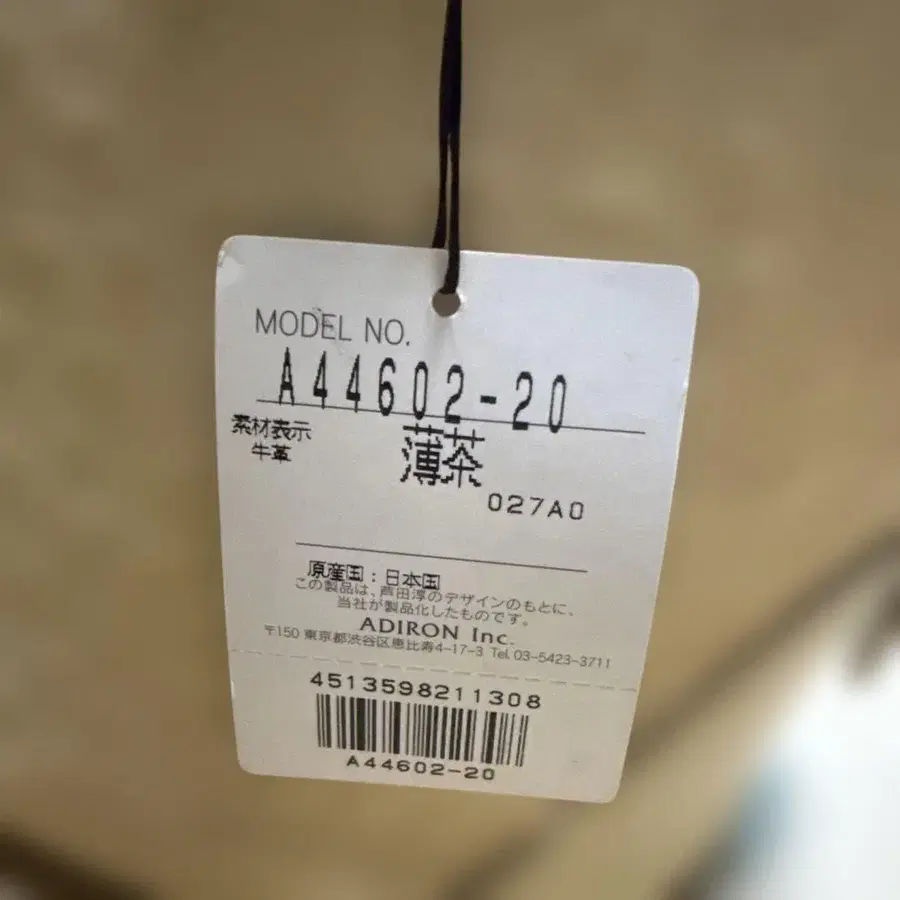 MODEL NO.
A44602-20
素材表示
牛革
薄茶
027A0
原産国：日本国
この製品は、芦田淳のデザインのもとに、
当社が製品化したものです。
ADIRON Inc.
〒150 東京都渋谷区恵比寿4-17-3 Tel. 03-5423-3711
4513598211308
A44602-20